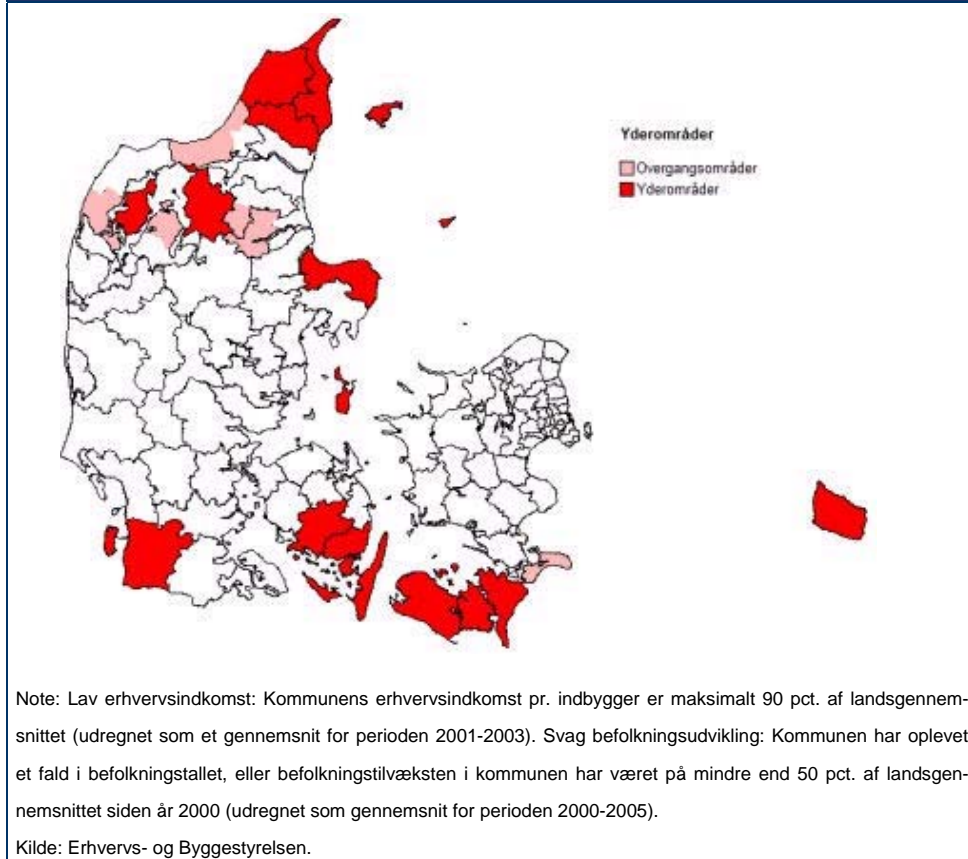 Yderområder
Overgangsområder
Yderområder
Note: Lav erhvervsindkomst: Kommunens erhvervsindkomst pr. indbygger er maksimalt 90 pct. af landsgennem-
snittet (udregnet som et gennemsnit for perioden 2001-2003). Svag befolkningsudvikling: Kommunen har oplevet
et fald i befolkningstallet, eller befolkningstilvæksten i kommunen har været på mindre end 50 pct. af landsgen-
nemsnittet siden år 2000 (udregnet som gennemsnit for perioden 2000-2005).
Kilde: Erhvervs- og Byggestyrelsen.